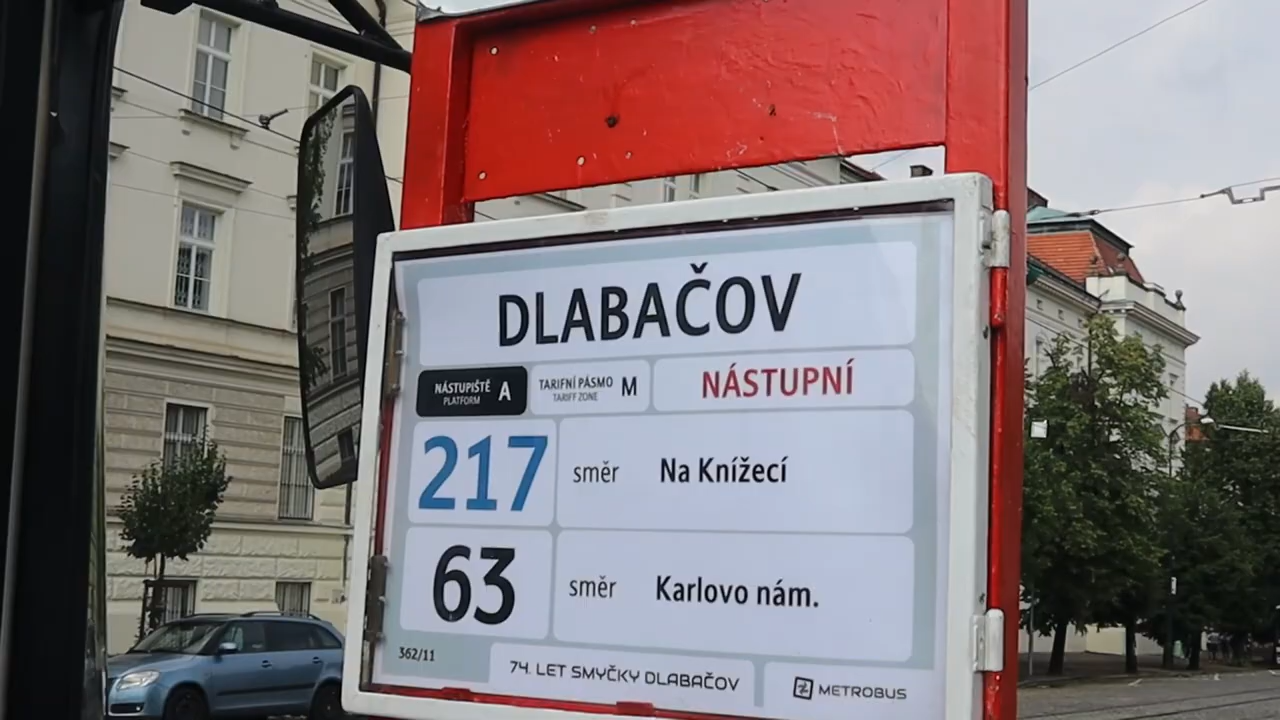 DLABAČOV
NÁSTUPIŠTĚ A
PLATFORM
TARIFNÍ PÁSMO M
TARIFF ZONE
NÁSTUPNÍ
217 směr Na Knížecí
63 směr Karlovo nám.
362/11
74. LET SMYČKY DLABAČOV
METROBUS